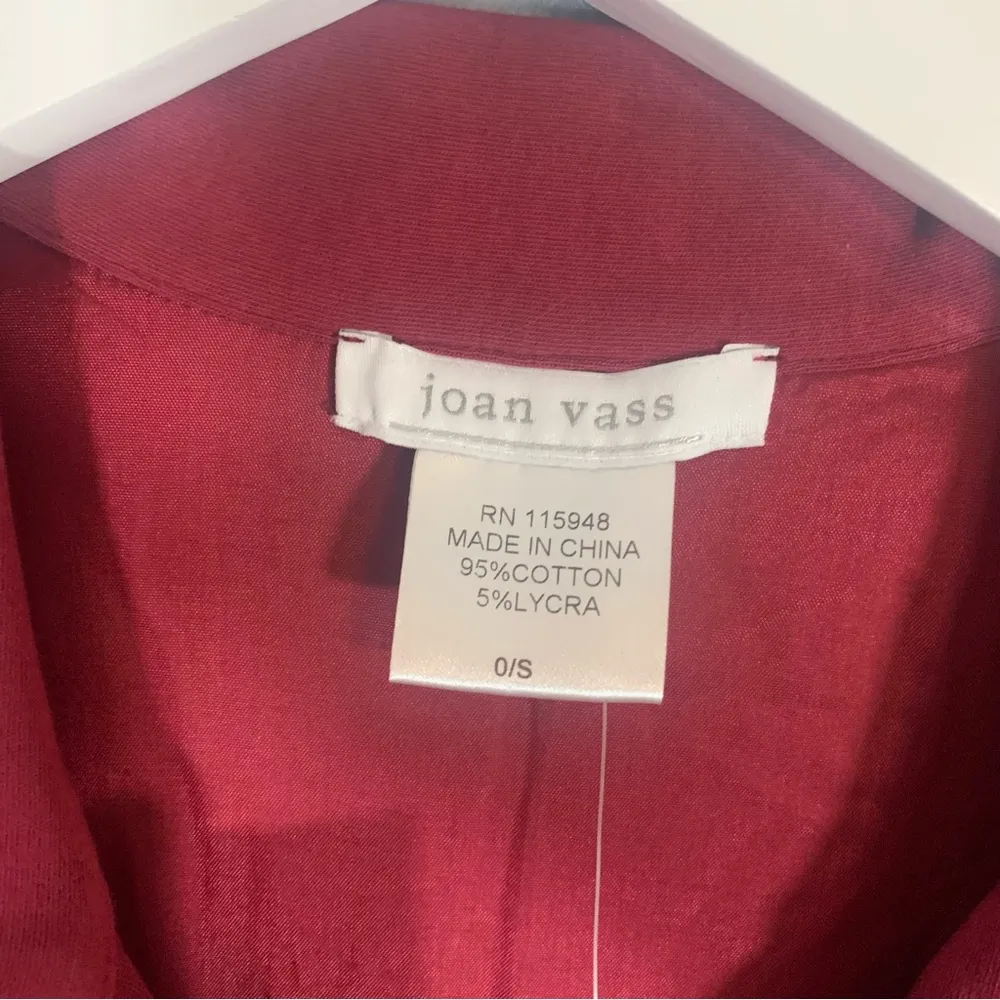 joan vass
RN 115948
MADE IN CHINA
95%COTTON
5%LYCRA
0/S